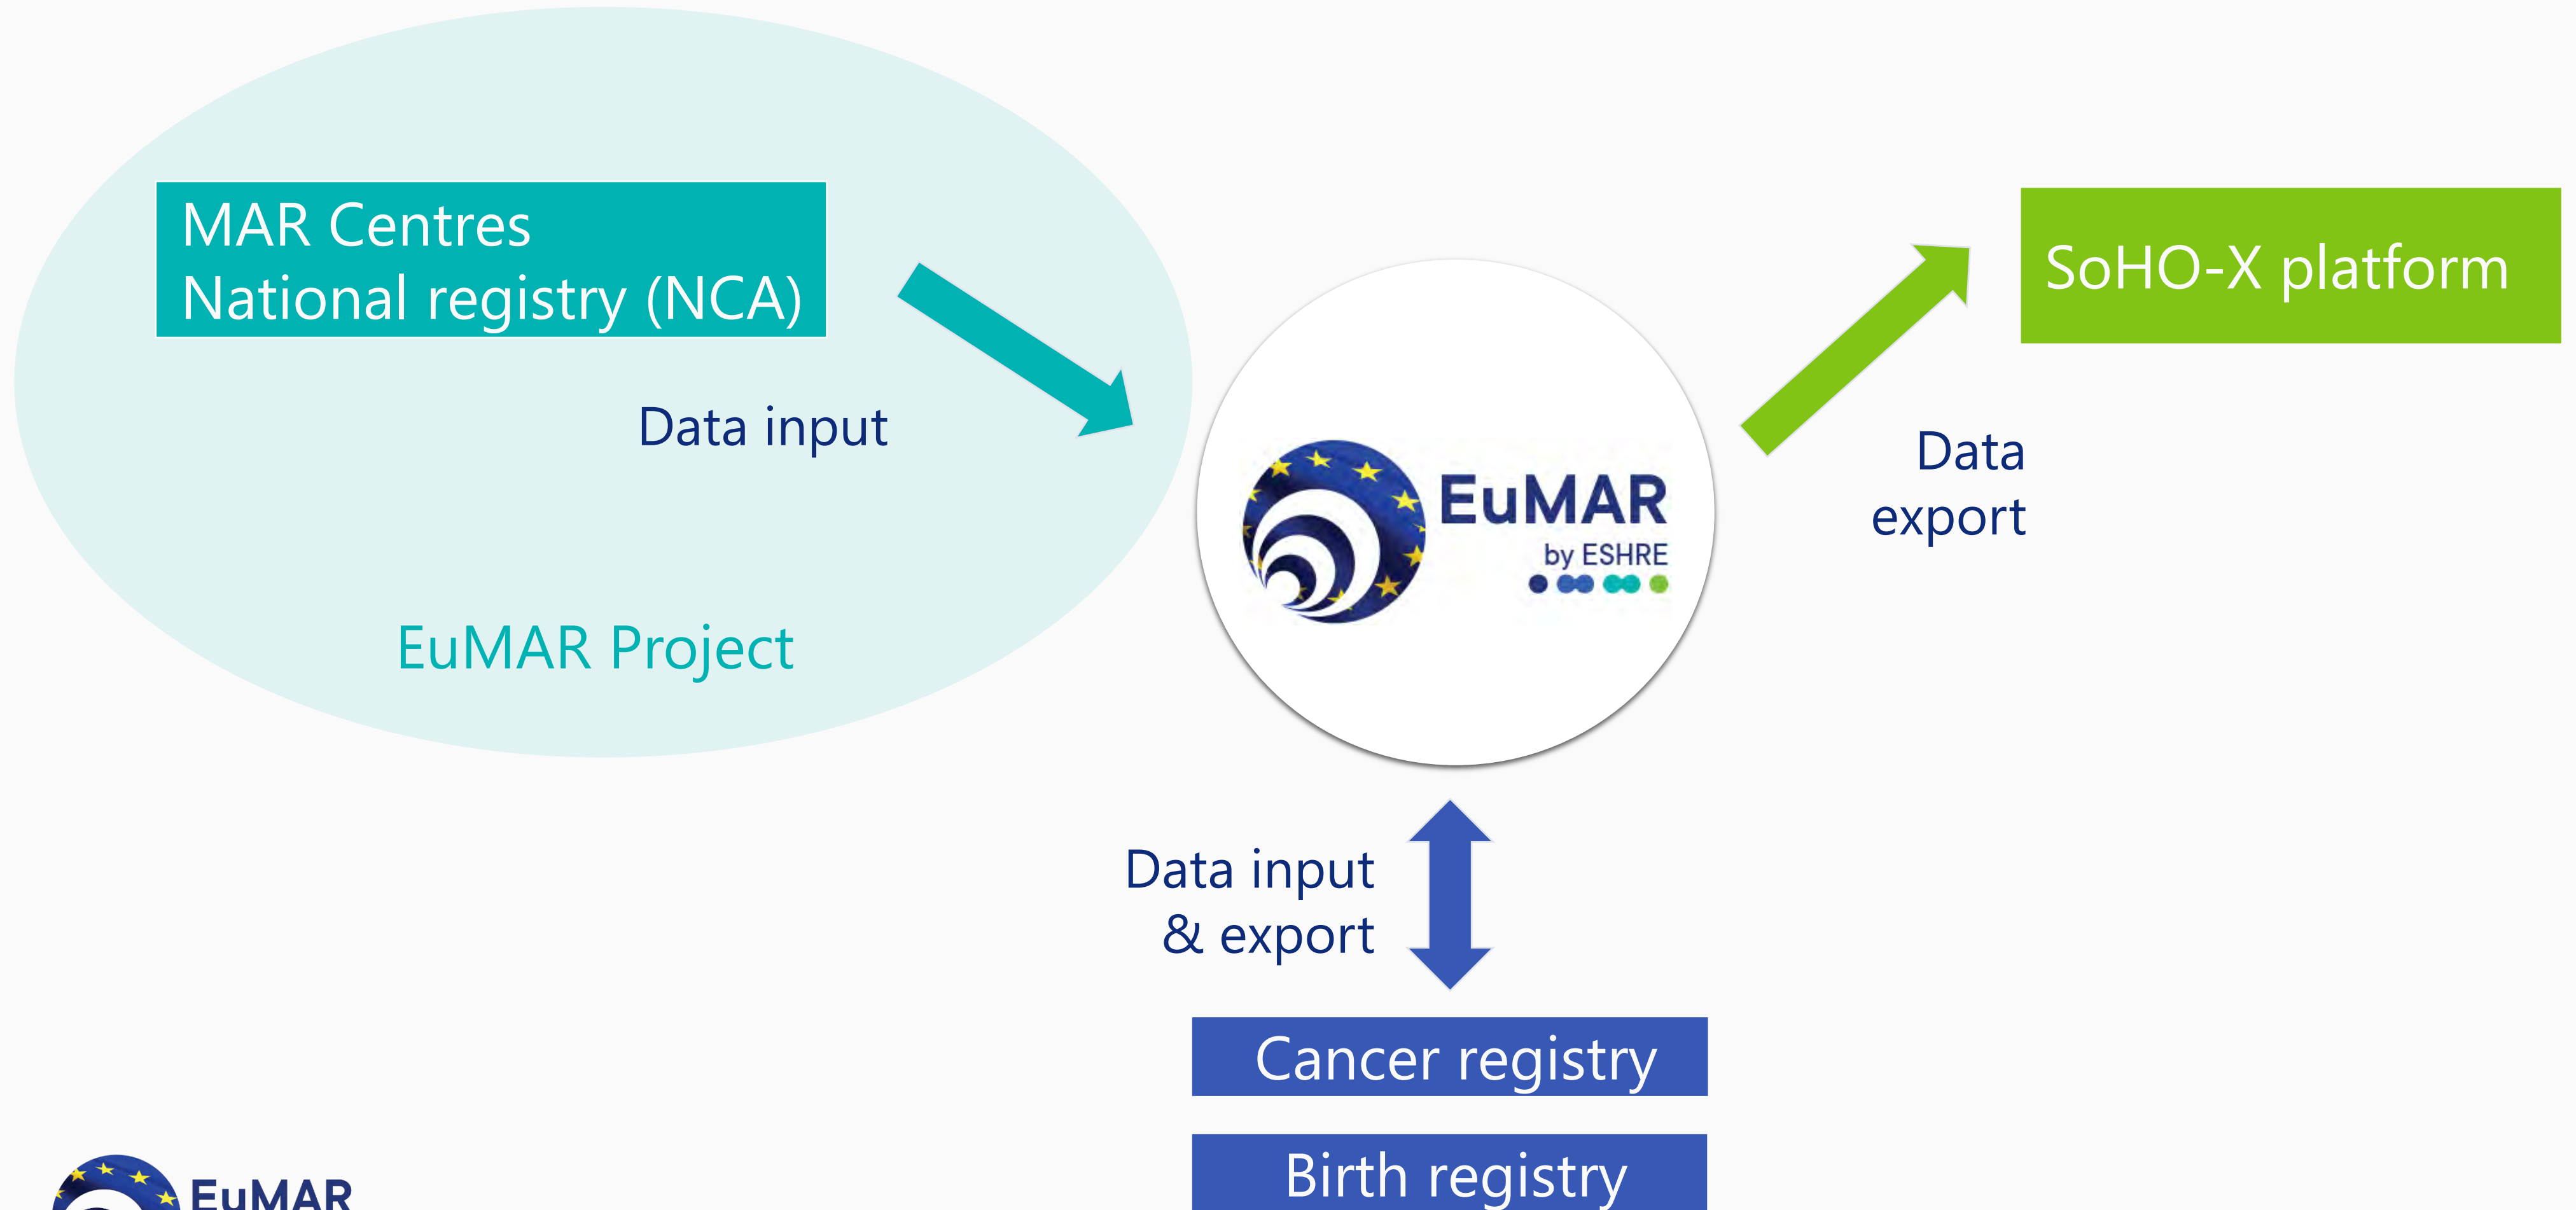 MAR Centres
National registry (NCA)
Data input
EuMAR Project
EuMAR
by ESHRE
SoHO-X platform
Data
export
Data input
& export
Cancer registry
Birth registry
EuMAR